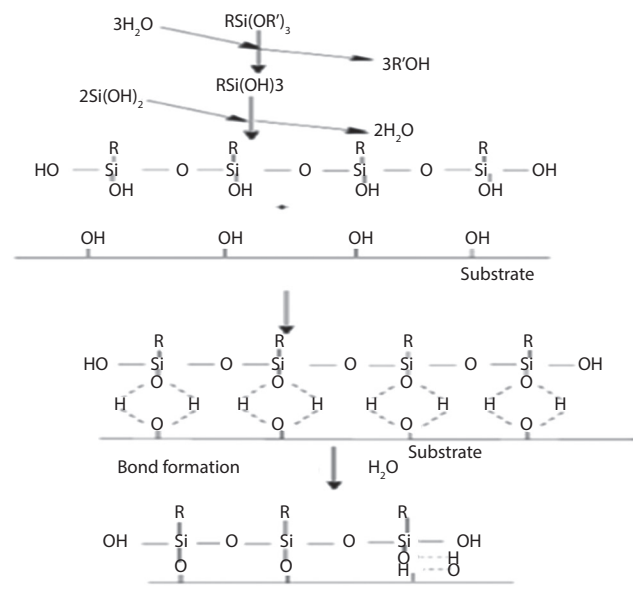 3H₂O RSi(OR')₃
3R'OH
RSi(OH)3
2Si(OH)₂
2H₂O
R R R R
HO Si O Si O Si O Si OH
OH OH OH OH
OH OH OH OH
Substrate
R R R R
HO Si O Si O Si O Si OH
O O O O
H H H H H H H H
O O O O
Substrate
Bond formation H₂O
R R R
OH Si O Si O Si OH
O O O H
H O